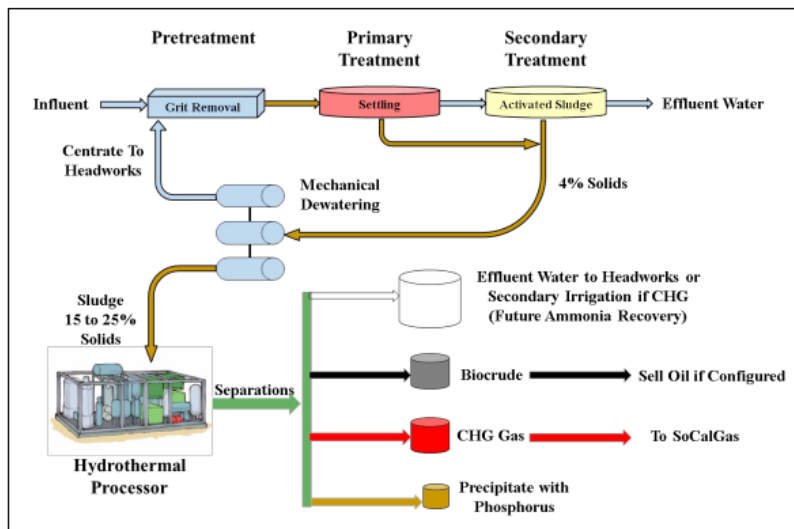 Pretreatment
Primary
Treatment
Secondary
Treatment
Influent
Grit Removal
Settling
Activated Sludge
Effluent Water
Centrate To
Headworks
Mechanical
Dewatering
4% Solids
Sludge
15 to 25%
Solids
Effluent Water to Headworks or
Secondary Irrigation if CHG
(Future Ammonia Recovery)
Separations
Biocrude
Sell Oil if Configured
CHG Gas
To SoCalGas
Hydrothermal
Processor
Precipitate with
Phosphorus